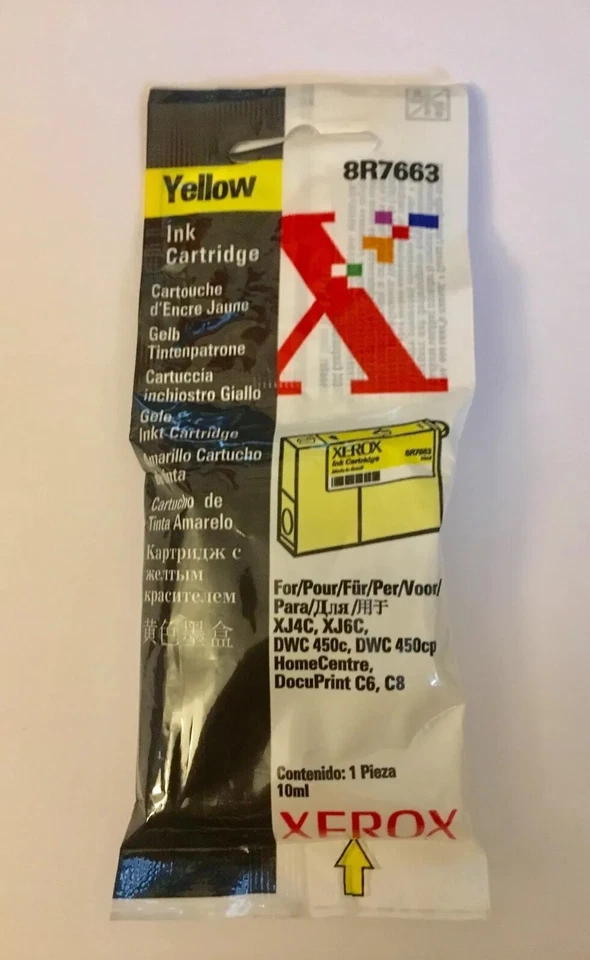 8R7663
Yellow
Ink
Cartridge
Cartouche
d'Encre Jaune
Gelb
Tintenpatrone
Cartuccia
inchiostro Giallo
Gele
Inkt Cartridge
Amarillo Cartucho
Tinta
Cartucho de
Tinta Amarelo
Картридж с
желтым
красителем
黄色墨盒
XEROX
Ink Cartridge
8R7663
For/Pour/Für/Per/Voor/
Para/Для/用于
XJ4C, XJ6C,
DWC 450c, DWC 450cp
HomeCentre,
DocuPrint C6, C8
Contenido: 1 Pieza
10ml
XEROX